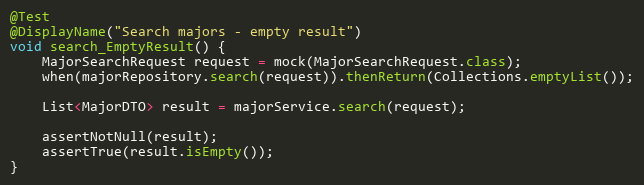 @Test
@DisplayName("Search majors - empty result")
void search_EmptyResult() {
    MajorSearchRequest request = mock(MajorSearchRequest.class);
    when(majorRepository.search(request)).thenReturn(Collections.emptyList());

    List<MajorDTO> result = majorService.search(request);

    assertNotNull(result);
    assertTrue(result.isEmpty());
}